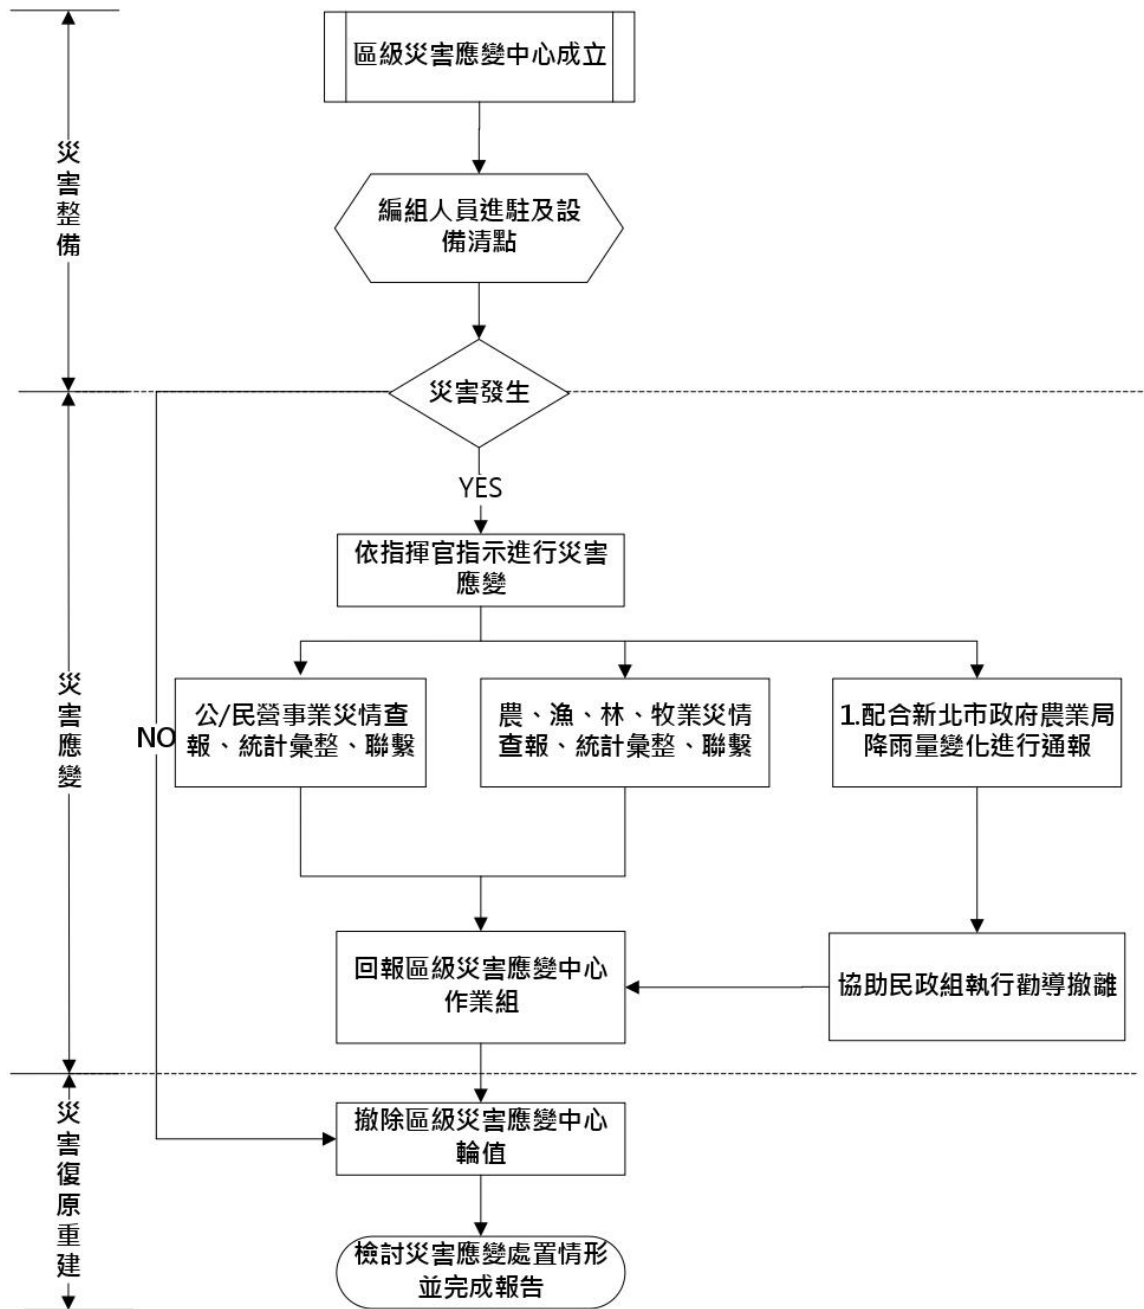 區級災害應變中心成立
災害整備
編組人員進駐及設
備清點
災害發生
YES
依指揮官指示進行災害
應變
災害應變
NO
公/民營事業災情查
報、統計彙整、聯繫
農、漁、林、牧業災情
查報、統計彙整、聯繫
1.配合新北市政府農業局
降雨量變化進行通報
回報區級災害應變中心
作業組
協助民政組執行勸導撤離
災害復原重建
撤除區級災害應變中心
輪值
檢討災害應變處置情形
並完成報告